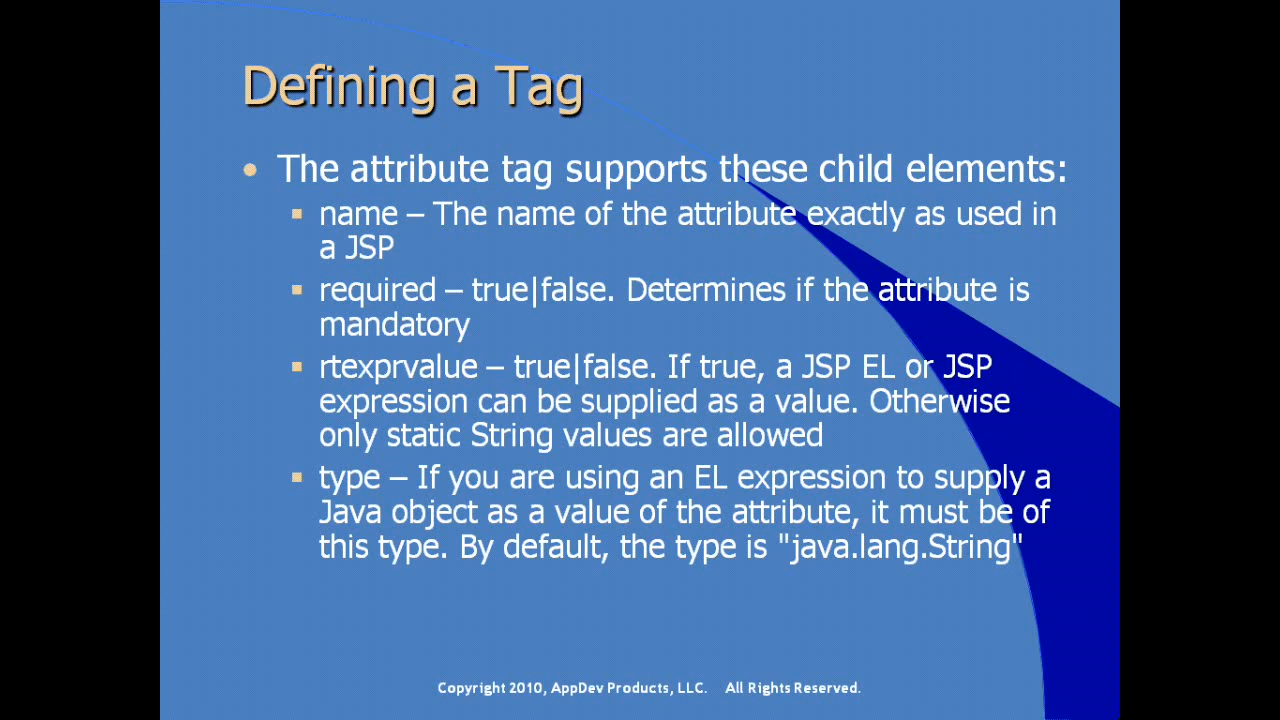 Defining a Tag
• The attribute tag supports these child elements:
▪ name – The name of the attribute exactly as used in
a JSP
▪ required – true|false. Determines if the attribute is
mandatory
▪ rtexprvalue – true|false. If true, a JSP EL or JSP
expression can be supplied as a value. Otherwise
only static String values are allowed
▪ type – If you are using an EL expression to supply a
Java object as a value of the attribute, it must be of
this type. By default, the type is "java.lang.String"
Copyright 2010, AppDev Products, LLC. All Rights Reserved.